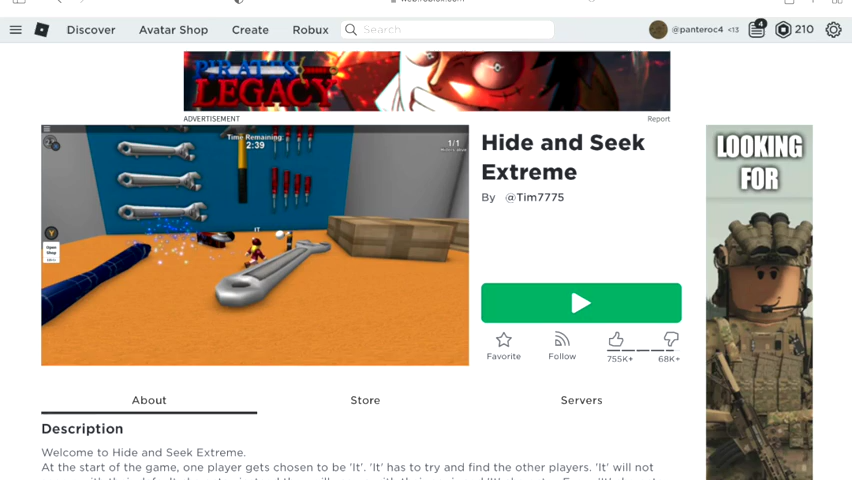 Discover
Avatar Shop
Create
Robux
Search
@panteroc4 <13
4
210
PIRATE'S
LEGACY
ADVERTISEMENT
Report
Time Remaining:
2:39
1/1
IT
Y
Open
Shop
Hide and Seek
Extreme
By @Tim7775
Favorite
Follow
755K+
68K+
LOOKING
FOR
About
Store
Servers
Description
Welcome to Hide and Seek Extreme.
At the start of the game, one player gets chosen to be 'It'. 'It' has to try and find the other players. 'It' will not